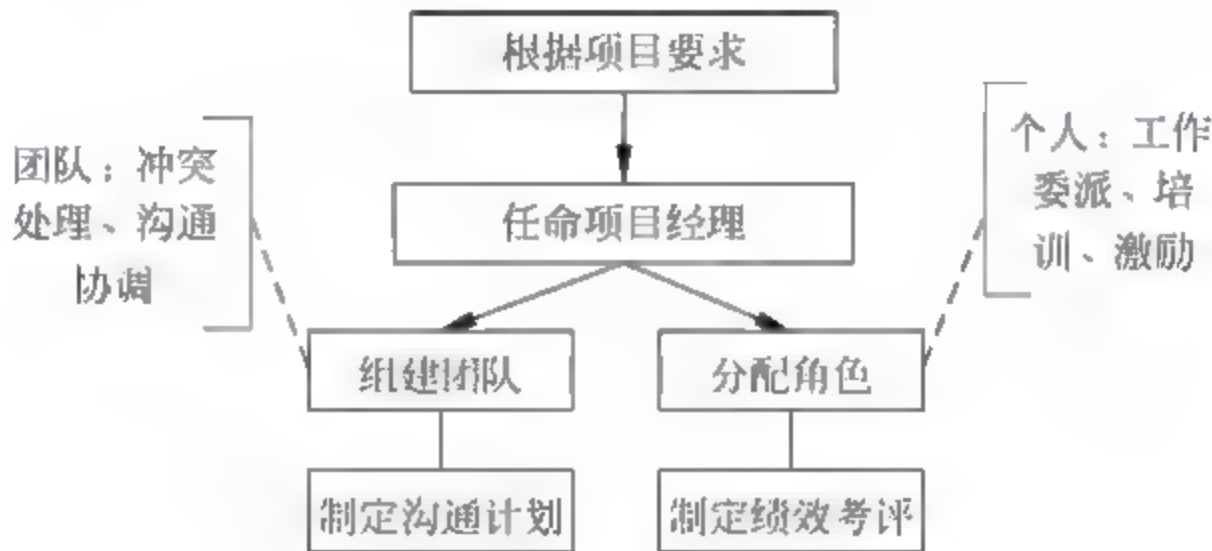 根据项目要求
团队：冲突
处理、沟通
协调
个人：工作
委派、培
训、激励
任命项目经理
组建团队
分配角色
制定沟通计划
制定绩效考评